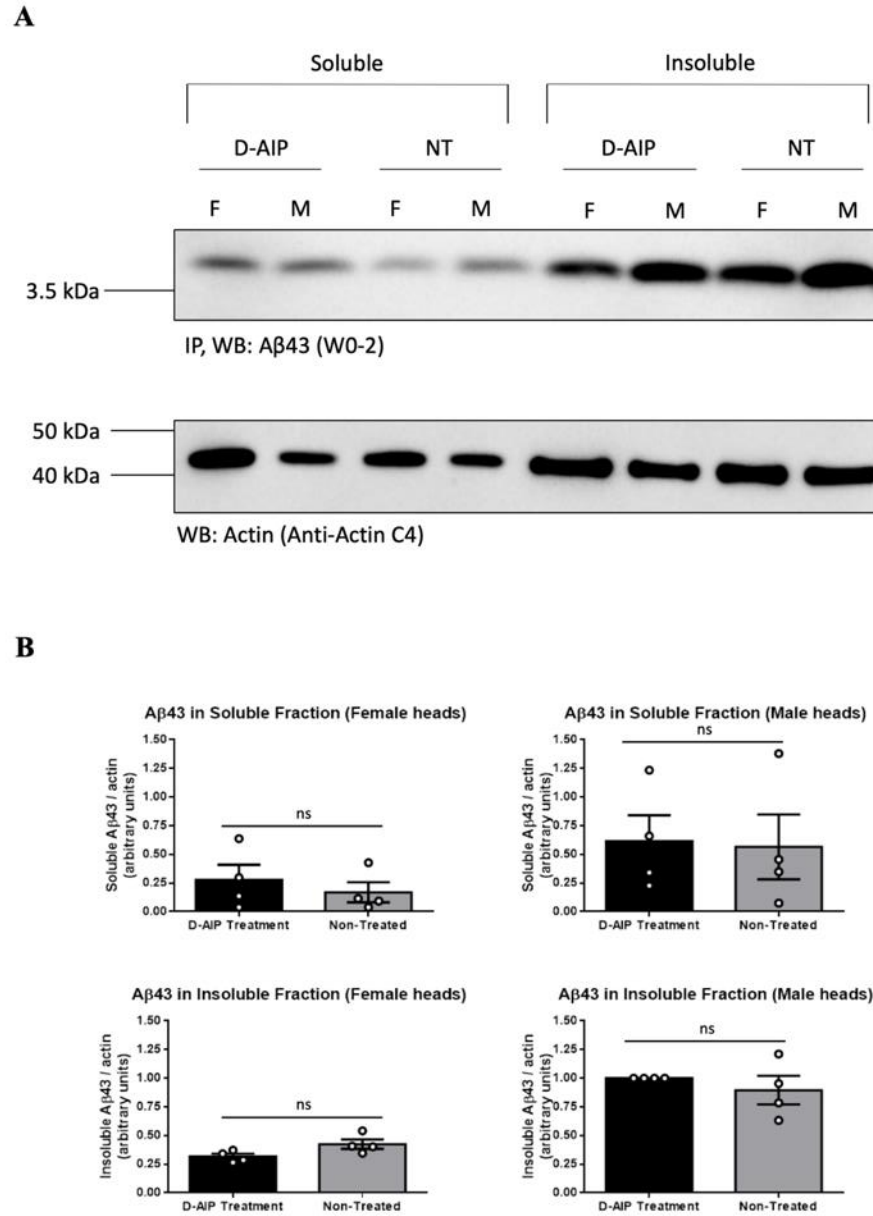 A
Soluble Insoluble
D-AIP NT D-AIP NT
F M F M F M F M
3.5 kDa
IP, WB: Aβ43 (W0-2)
50 kDa
40 kDa
WB: Actin (Anti-Actin C4)
B
Aβ43 in Soluble Fraction (Female heads)
Soluble Aβ43 / actin
(arbitrary units)
1.50
1.25
1.00
0.75
0.50
0.25
0.00
ns
D-AIP Treatment Non-Treated
Aβ43 in Soluble Fraction (Male heads)
Soluble Aβ43 / actin
(arbitrary units)
1.50
1.25
1.00
0.75
0.50
0.25
0.00
ns
D-AIP Treatment Non-Treated
Aβ43 in Insoluble Fraction (Female heads)
Insoluble Aβ43 / actin
(arbitrary units)
1.50
1.25
1.00
0.75
0.50
0.25
0.00
ns
D-AIP Treatment Non-Treated
Aβ43 in Insoluble Fraction (Male heads)
Insoluble Aβ43 / actin
(arbitrary units)
1.50
1.25
1.00
0.75
0.50
0.25
0.00
ns
D-AIP Treatment Non-Treated